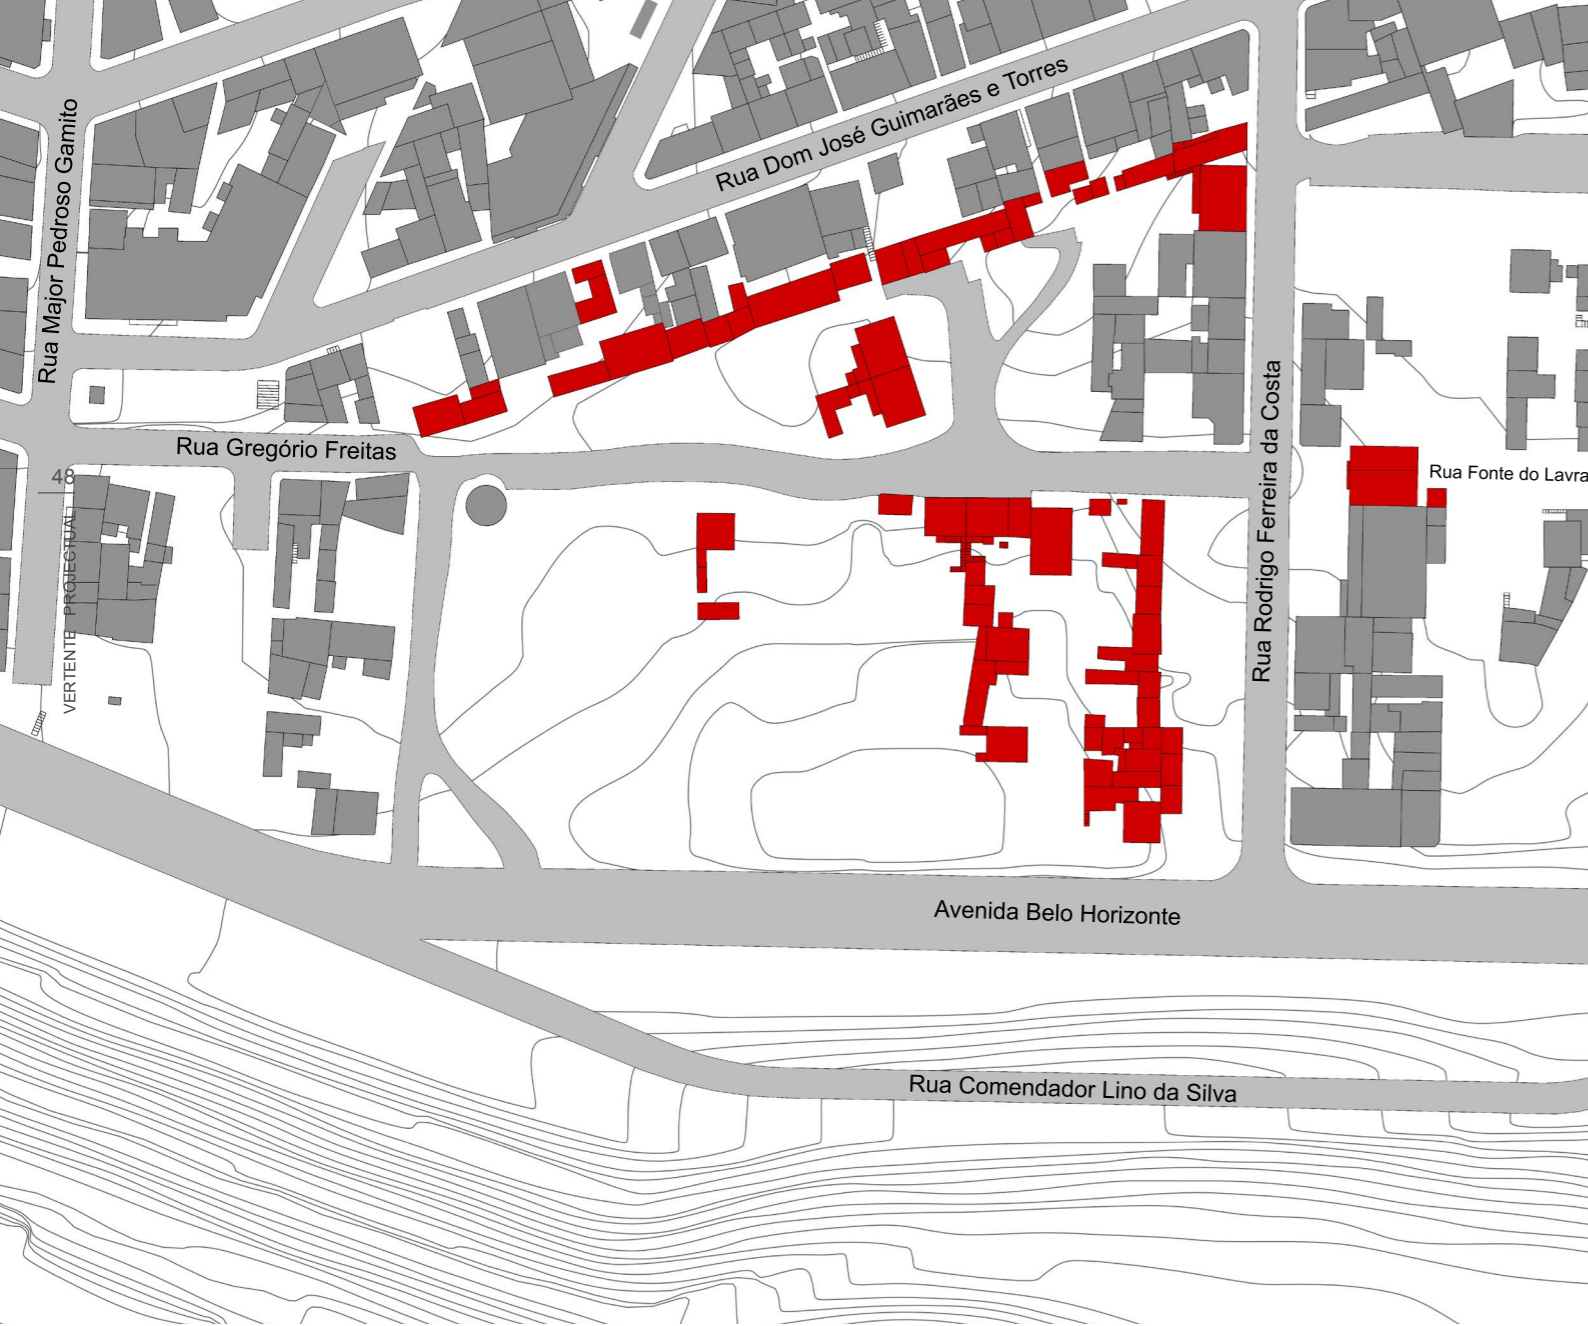 Rua Major Pedroso Gamito
Rua Dom José Guimarães e Torres
Rua Gregório Freitas
48
VERTENTE PROJECTUAL
Rua Rodrigo Ferreira da Costa
Rua Fonte do Lavra
Avenida Belo Horizonte
Rua Comendador Lino da Silva